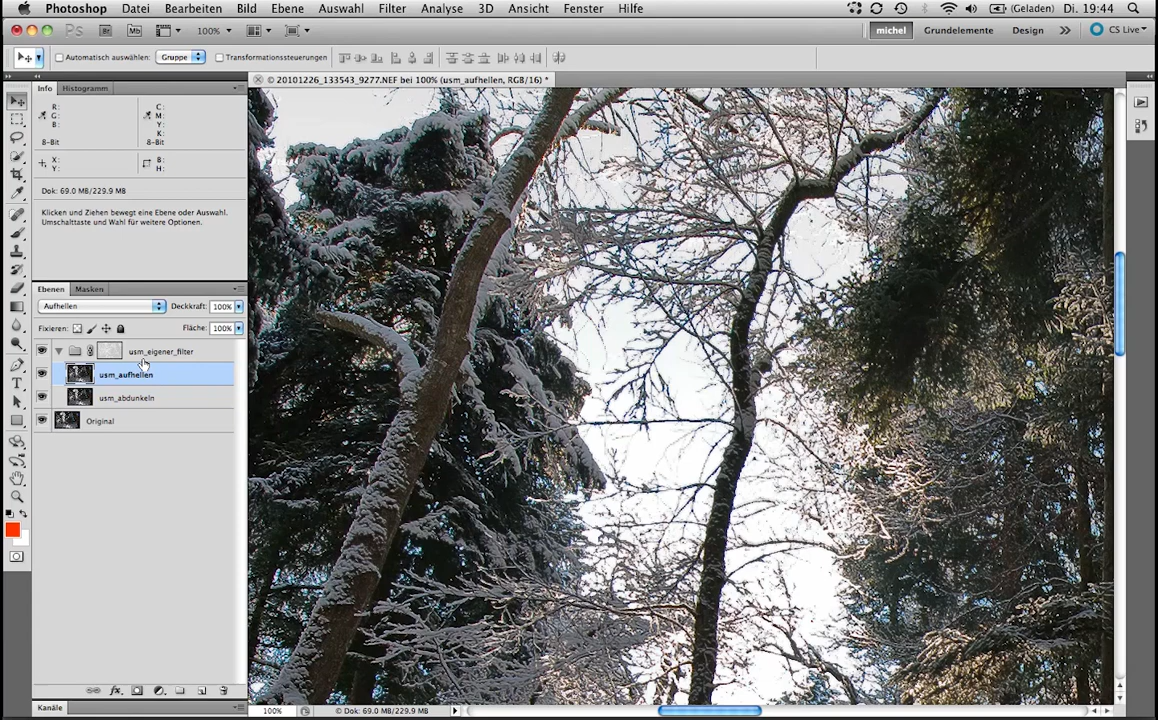 Photoshop Datei Bearbeiten Bild Ebene Auswahl Filter Analyse 3D Ansicht Fenster Hilfe (Geladen) Di. 19:44
Ps Br Mb 100% michel Grundelemente Design CS Live
Automatisch auswählen: Gruppe Transformationssteuerungen
© 20101226_133543_9277.NEF bei 100% (usm_aufhellen, RGB/16) *
Info Histogramm
R: C:
G: M:
B: Y:
K:
8-Bit 8-Bit
X: B:
Y: H:
Dok: 69.0 MB/229.9 MB
Klicken und Ziehen bewegt eine Ebene oder Auswahl.
Umschalttaste und Wahl für weitere Optionen.
Ebenen Masken
Aufhellen Deckkraft: 100%
Fixieren: Fläche: 100%
usm_eigener_filter
usm_aufhellen
usm_abdunkeln
Original
fx
Kanäle
100% © Dok: 69.0 MB/229.9 MB